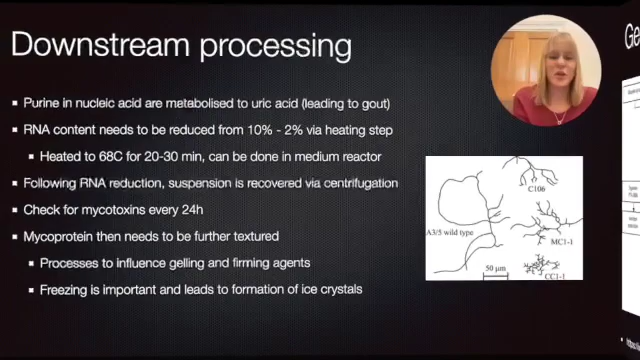 Downstream processing
Purine in nucleic acid are metabolised to uric acid (leading to gout)
RNA content needs to be reduced from 10% - 2% via heating step
Heated to 68C for 20-30 min, can be done in medium reactor
Following RNA reduction, suspension is recovered via centrifugation
Check for mycotoxins every 24h
Mycoprotein then needs to be further textured
Processes to influence gelling and firming agents
Freezing is important and leads to formation of ice crystals
C106
A3/5 wild type
MC1-1
50 µm
CC1-1
Ge